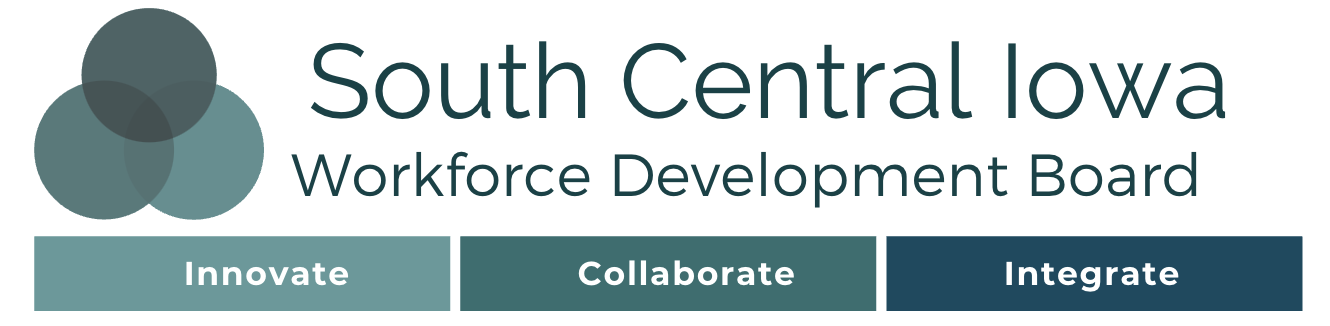 South Central Iowa
Workforce Development Board
Innovate
Collaborate
Integrate